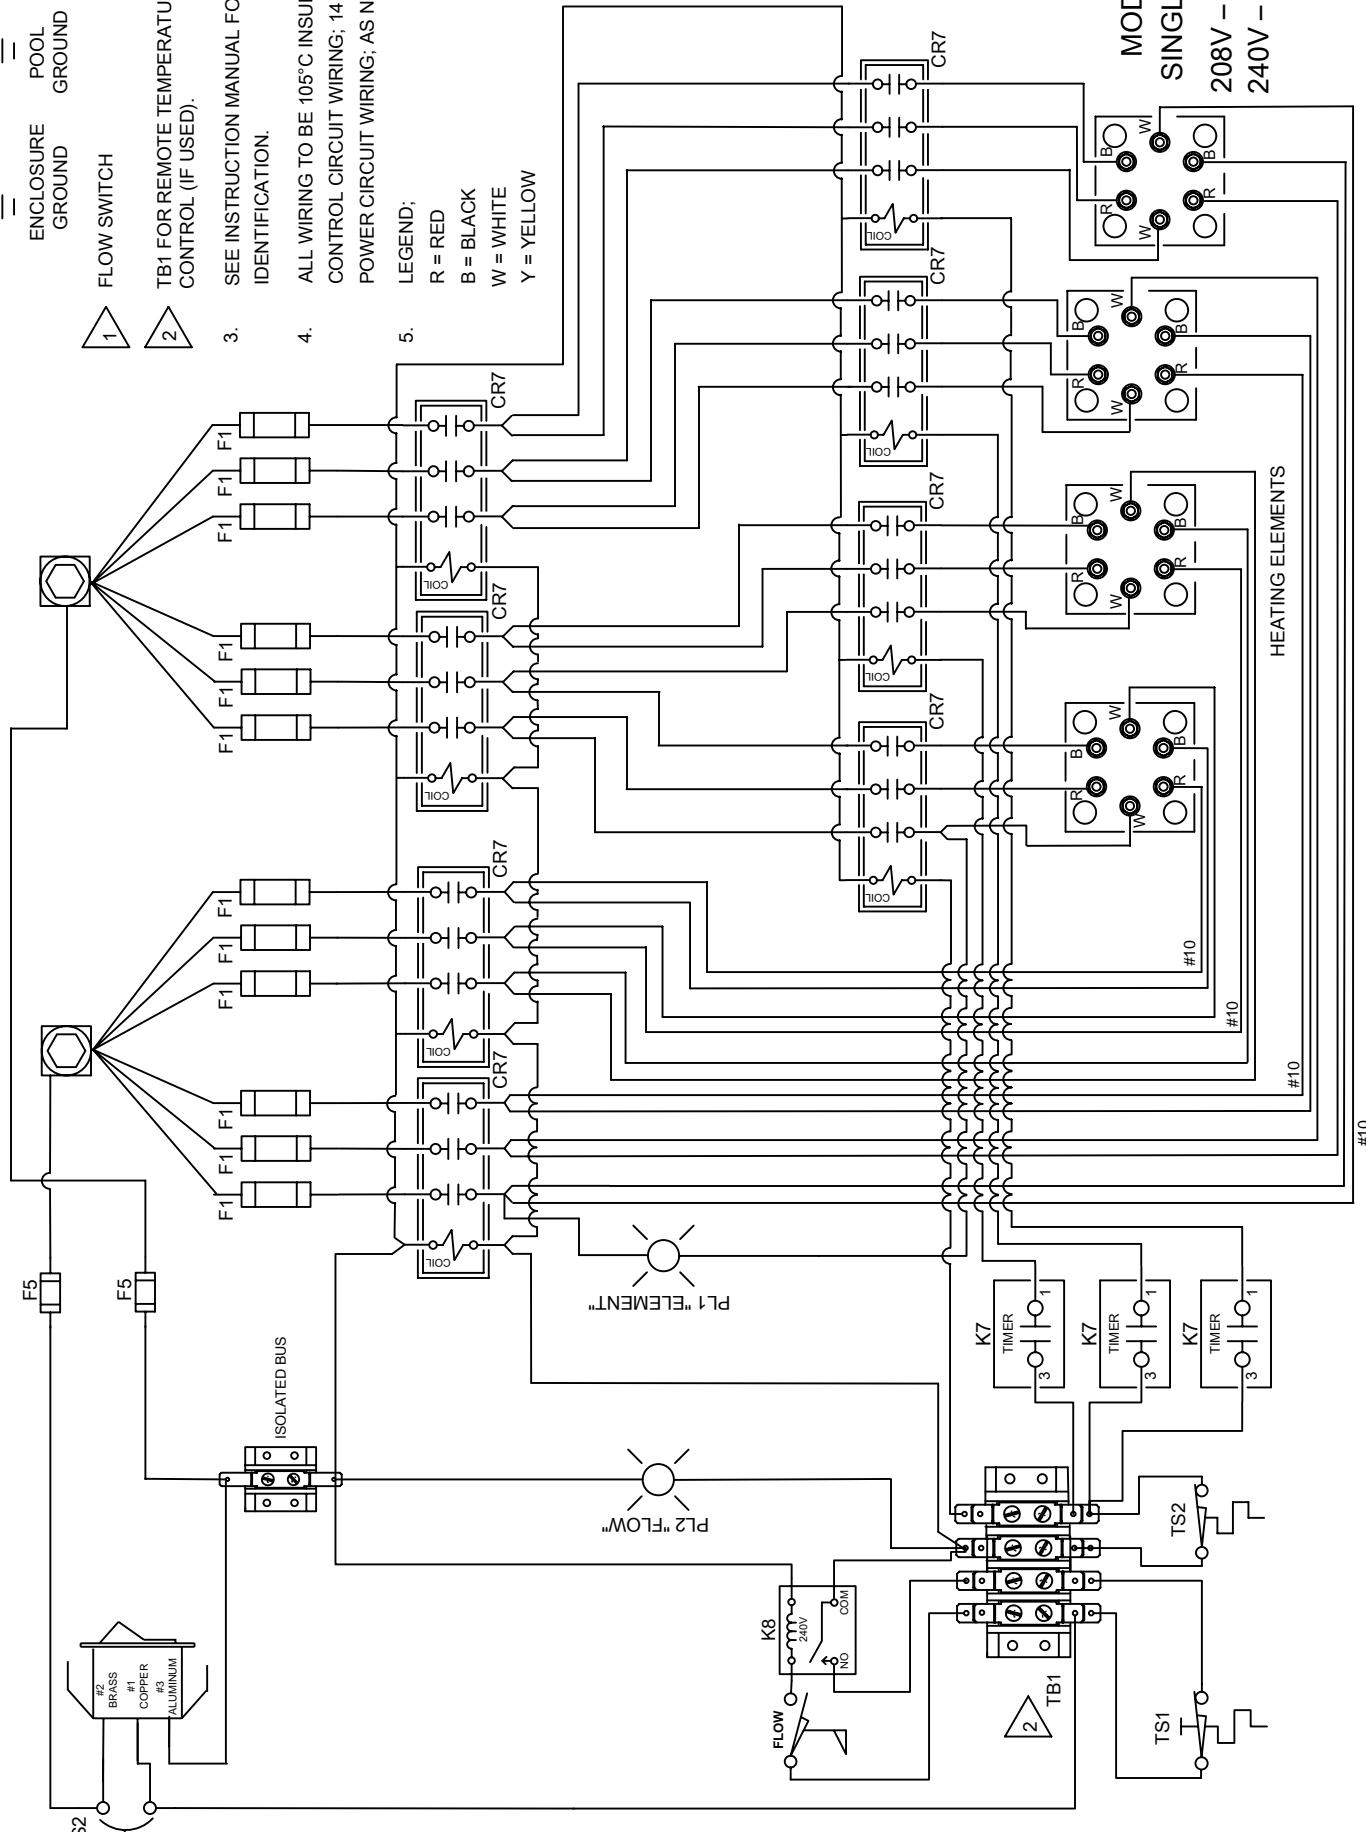 ENCLOSURE
GROUND
POOL
GROUND
1
FLOW SWITCH
2
TB1 FOR REMOTE
CONTROL (IF USED).
3.
SEE INSTRUCTION MANUAL
IDENTIFICATION.
4.
ALL WIRING TO BE 105°C
CONTROL CIRCUIT WIRING; 14
POWER CIRCUIT WIRING; AS
5.
LEGEND;
R = RED
B = BLACK
W = WHITE
Y = YELLOW
MOD
208V –
240V –
F5
F5
F1
F1
F1
F1
F1
F1
F1
F1
F1
F1
F1
F1
ISOLATED BUS
#2
BRASS
#1
COPPER
#3
ALUMINUM
S2
COIL
CR7
COIL
CR7
COIL
CR7
COIL
CR7
COIL
CR7
COIL
CR7
COIL
CR7
COIL
CR7
PL1 "ELEMENT"
PL2 "FLOW"
K8
240V
NO
COM
FLOW
2
TB1
TS1
TS2
K7
TIMER
3
1
K7
TIMER
3
1
K7
TIMER
3
1
R
B
W
W
R
B
R
B
W
W
R
B
R
B
W
W
R
B
R
B
W
W
R
B
HEATING ELEMENTS
#10
#10
#10
#10